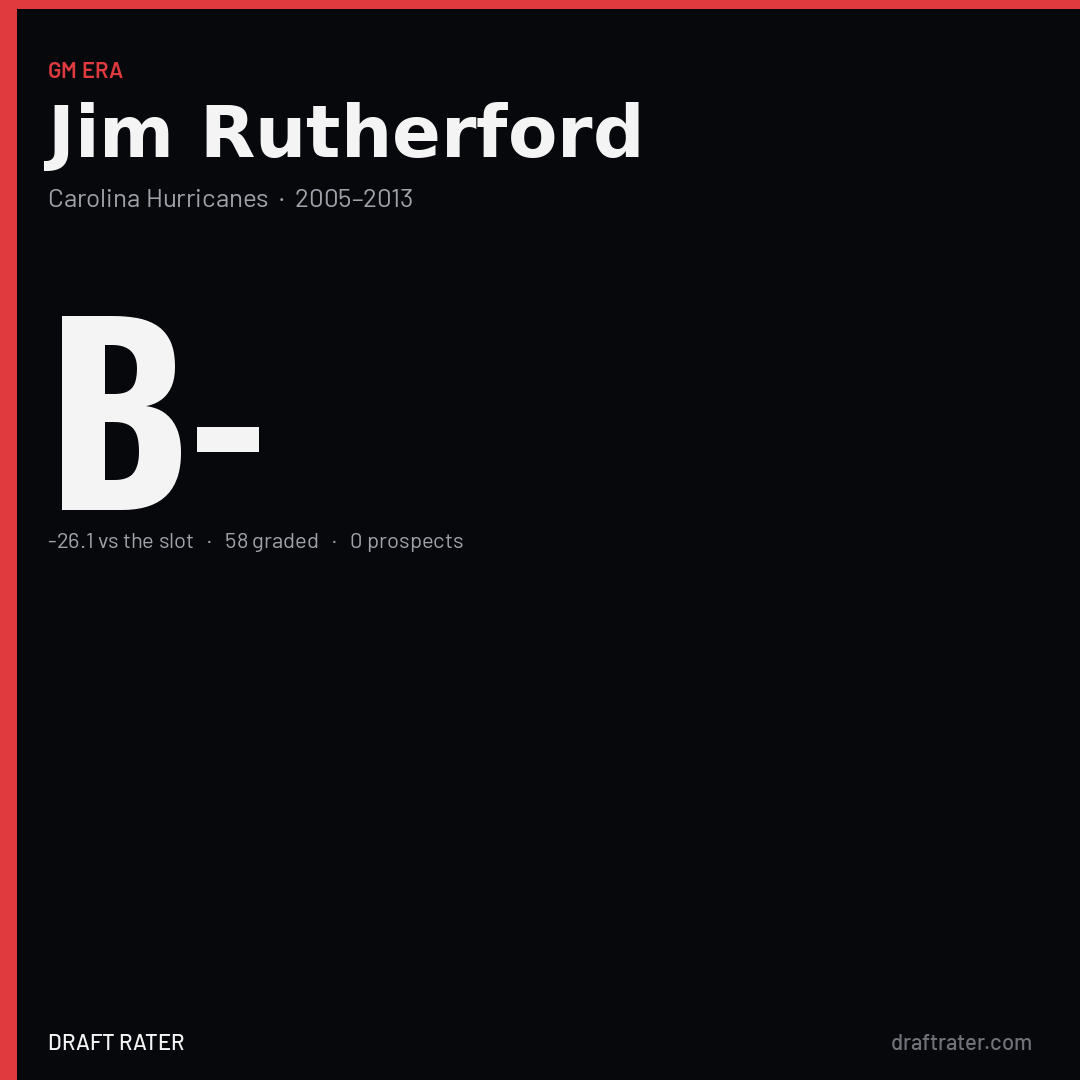 GM ERA
Jim Rutherford
Carolina Hurricanes · 2005–2013
B-
-26.1 vs the slot · 58 graded · 0 prospects
DRAFT RATER
draftrater.com